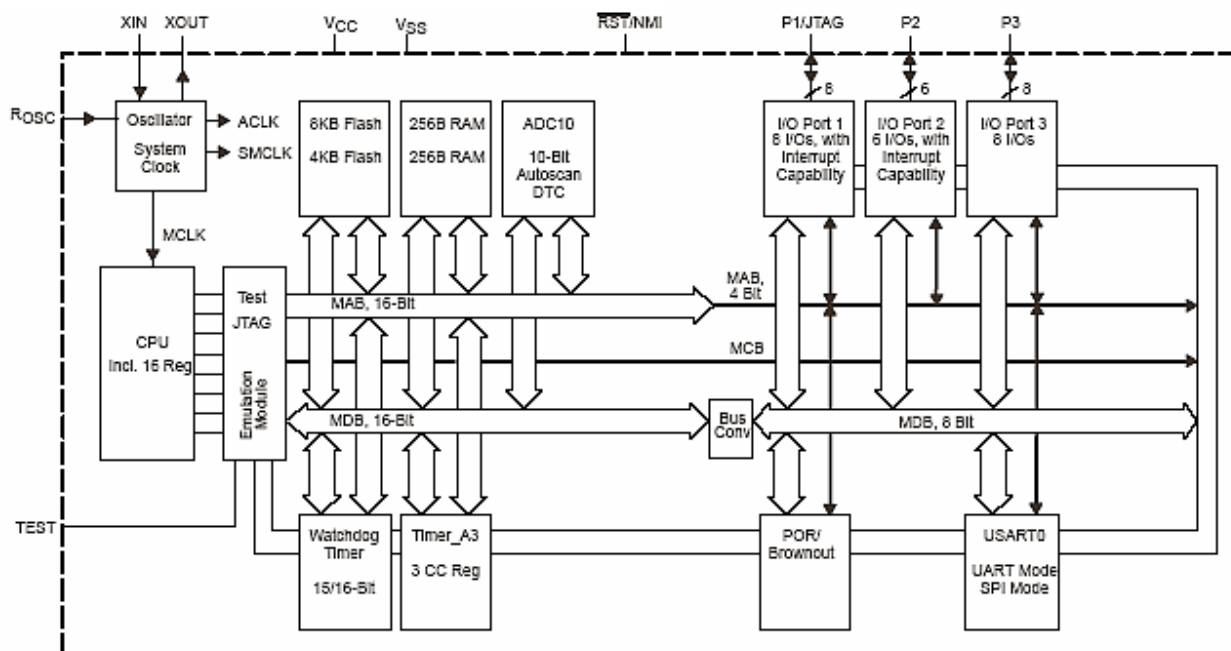 XIN XOUT VCC VSS RST/NMI P1/JTAG P2 P3
8 6 8
ROSC
Oscillator
System
Clock
ACLK
SMCLK
8KB Flash
4KB Flash
256B RAM
256B RAM
ADC10
10-Bit
Autoscan
DTC
I/O Port 1
8 I/Os, with
Interrupt
Capability
I/O Port 2
6 I/Os, with
Interrupt
Capability
I/O Port 3
8 I/Os
MCLK
CPU
Incl. 16 Reg
Test
JTAG
Emulation
Module
MAB, 16-Bit
MAB,
4 Bit
MCB
MDB, 16-Bit
Bus
Conv
MDB, 8 Bit
TEST
Watchdog
Timer
15/16-Bit
Timer_A3
3 CC Reg
POR/
Brownout
USART0
UART Mode
SPI Mode